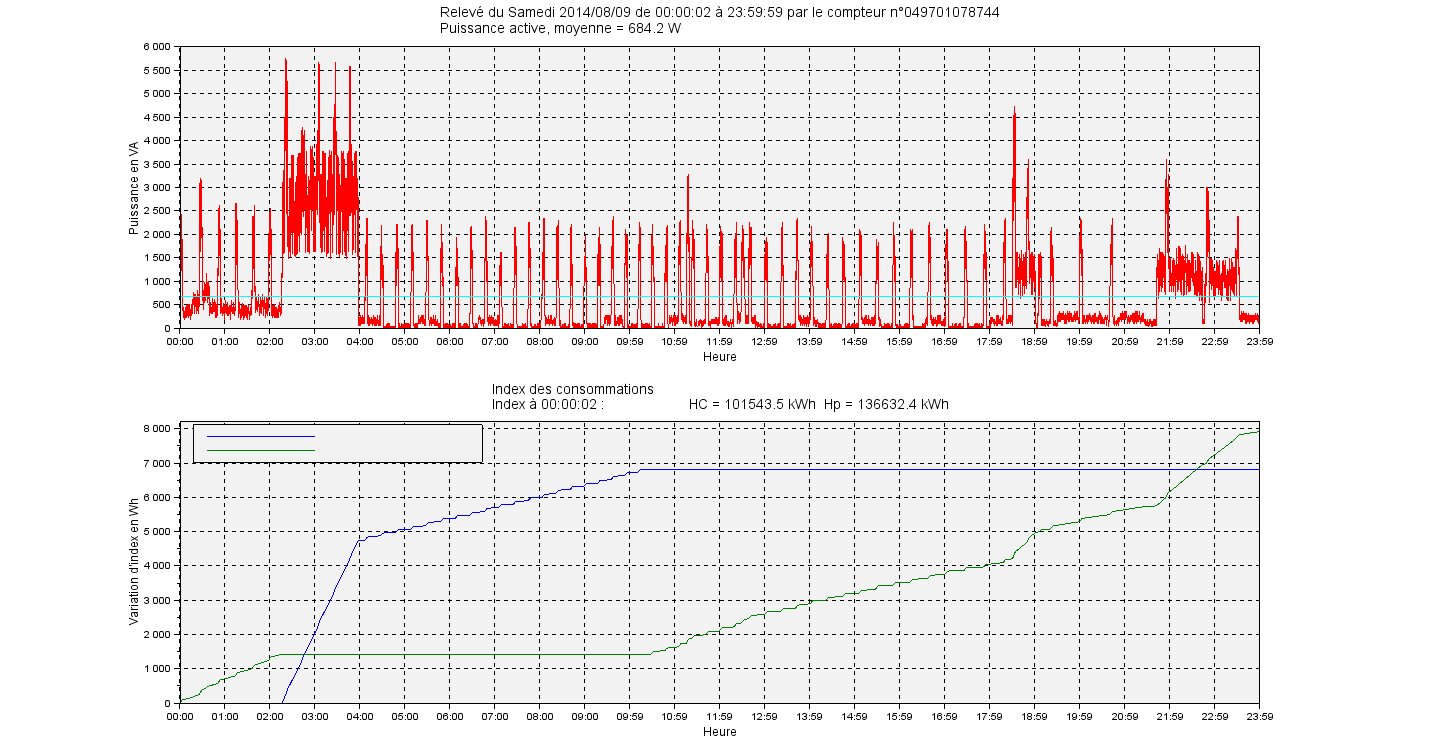 Relevé du Samedi 2014/08/09 de 00:00:02 à 23:59:59 par le compteur n°049701078744
Puissance active, moyenne = 684.2 W
Puissance en VA
6 000
5 500
5 000
4 500
4 000
3 500
3 000
2 500
2 000
1 500
1 000
500
0
00:00 01:00 02:00 03:00 04:00 05:00 06:00 07:00 08:00 09:00 09:59 10:59 11:59 12:59 13:59 14:59 15:59 16:59 17:59 18:59 19:59 20:59 21:59 22:59 23:59
Heure
Index des consommations
Index à 00:00:02 : HC = 101543.5 kWh Hp = 136632.4 kWh
Variation d'index en Wh
8 000
7 000
6 000
5 000
4 000
3 000
2 000
1 000
0
00:00 01:00 02:00 03:00 04:00 05:00 06:00 07:00 08:00 09:00 09:59 10:59 11:59 12:59 13:59 14:59 15:59 16:59 17:59 18:59 19:59 20:59 21:59 22:59 23:59
Heure